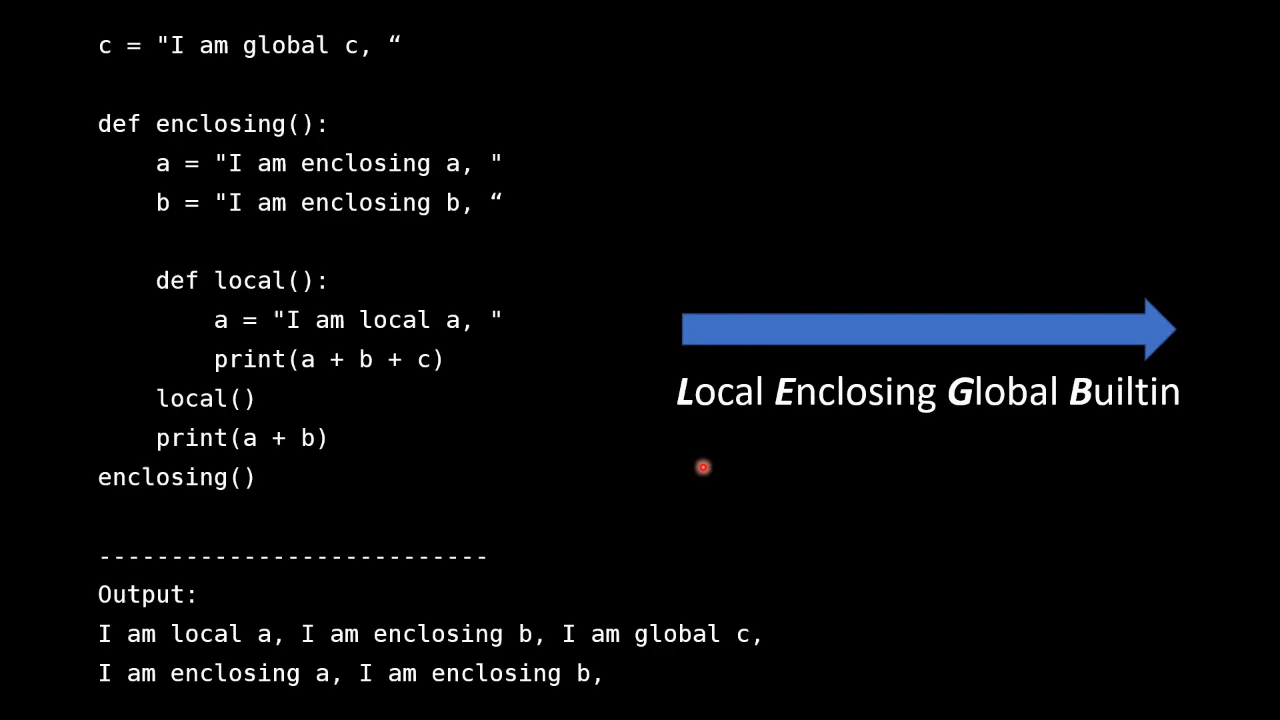 c = "I am global c, “
def enclosing():
    a = "I am enclosing a, "
    b = "I am enclosing b, “
    def local():
        a = "I am local a, "
        print(a + b + c)
    local()
    print(a + b)
enclosing()
Local Enclosing Global Builtin
---------------------------
Output:
I am local a, I am enclosing b, I am global c,
I am enclosing a, I am enclosing b,